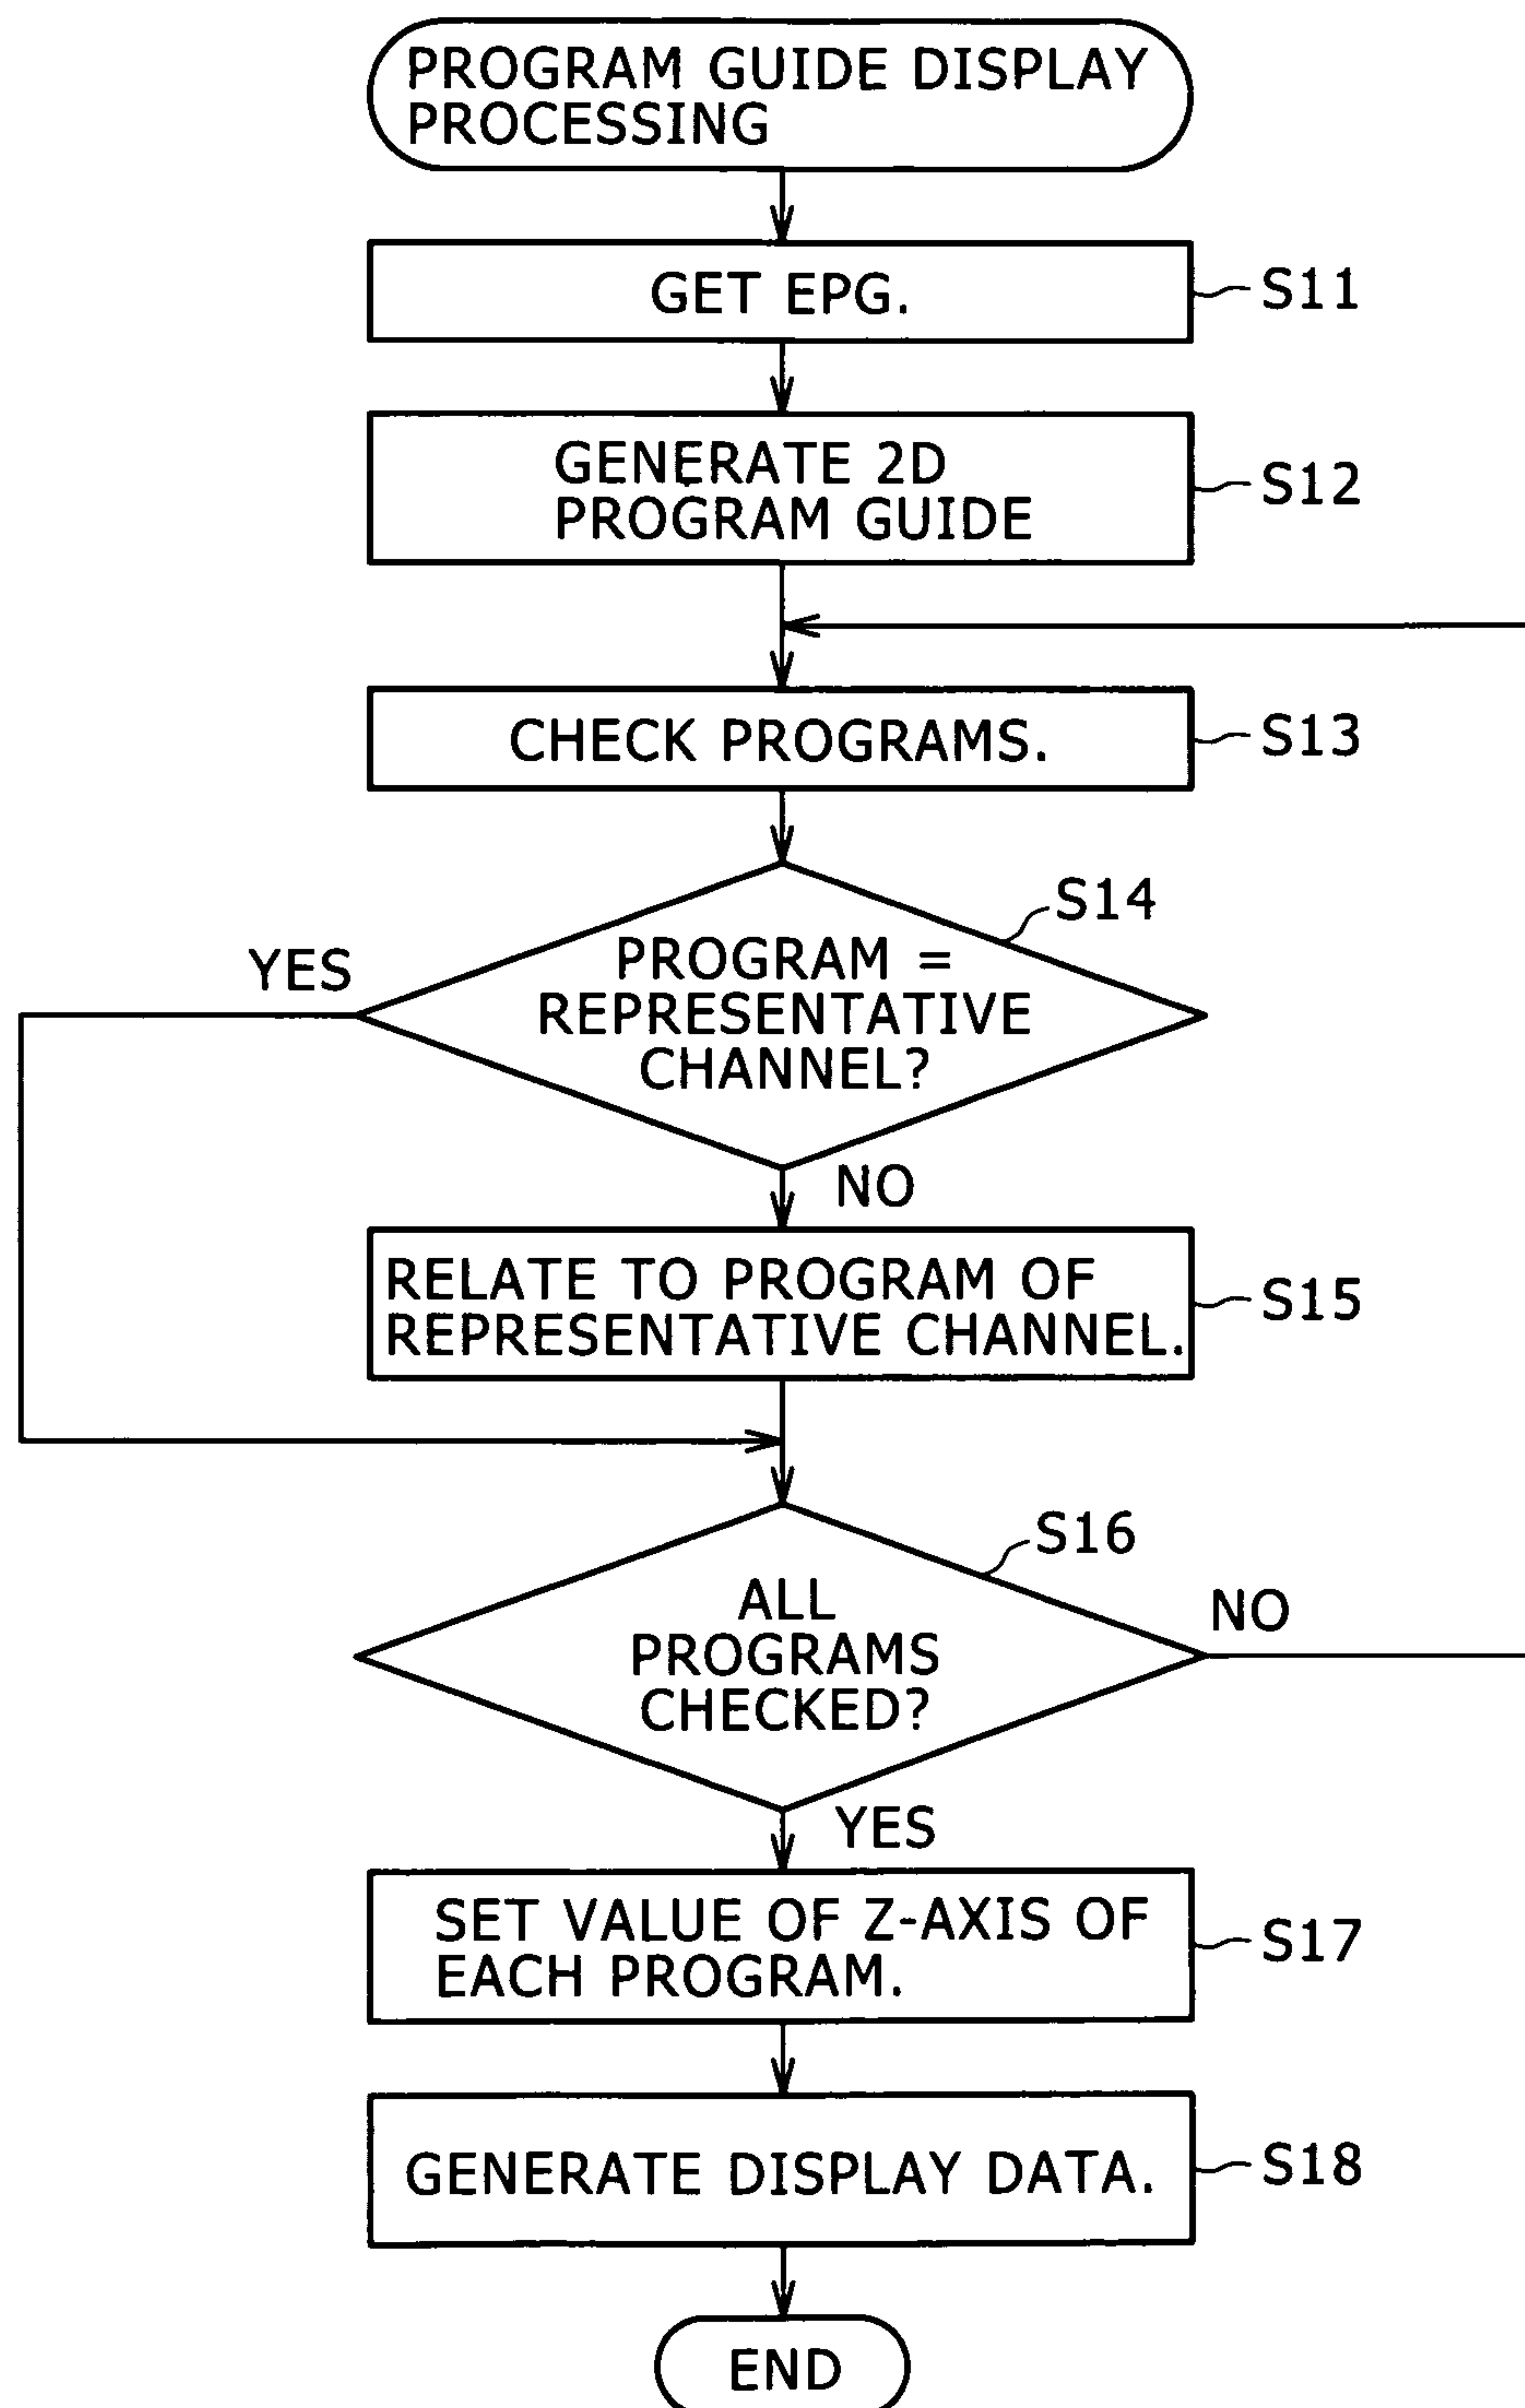 PROGRAM GUIDE DISPLAY
PROCESSING
GET EPG.
S11
GENERATE 2D
PROGRAM GUIDE
S12
CHECK PROGRAMS.
S13
S14
YES
PROGRAM =
REPRESENTATIVE
CHANNEL?
NO
RELATE TO PROGRAM OF
REPRESENTATIVE CHANNEL.
S15
S16
ALL
PROGRAMS
CHECKED?
NO
YES
SET VALUE OF Z-AXIS OF
EACH PROGRAM.
S17
GENERATE DISPLAY DATA.
S18
END